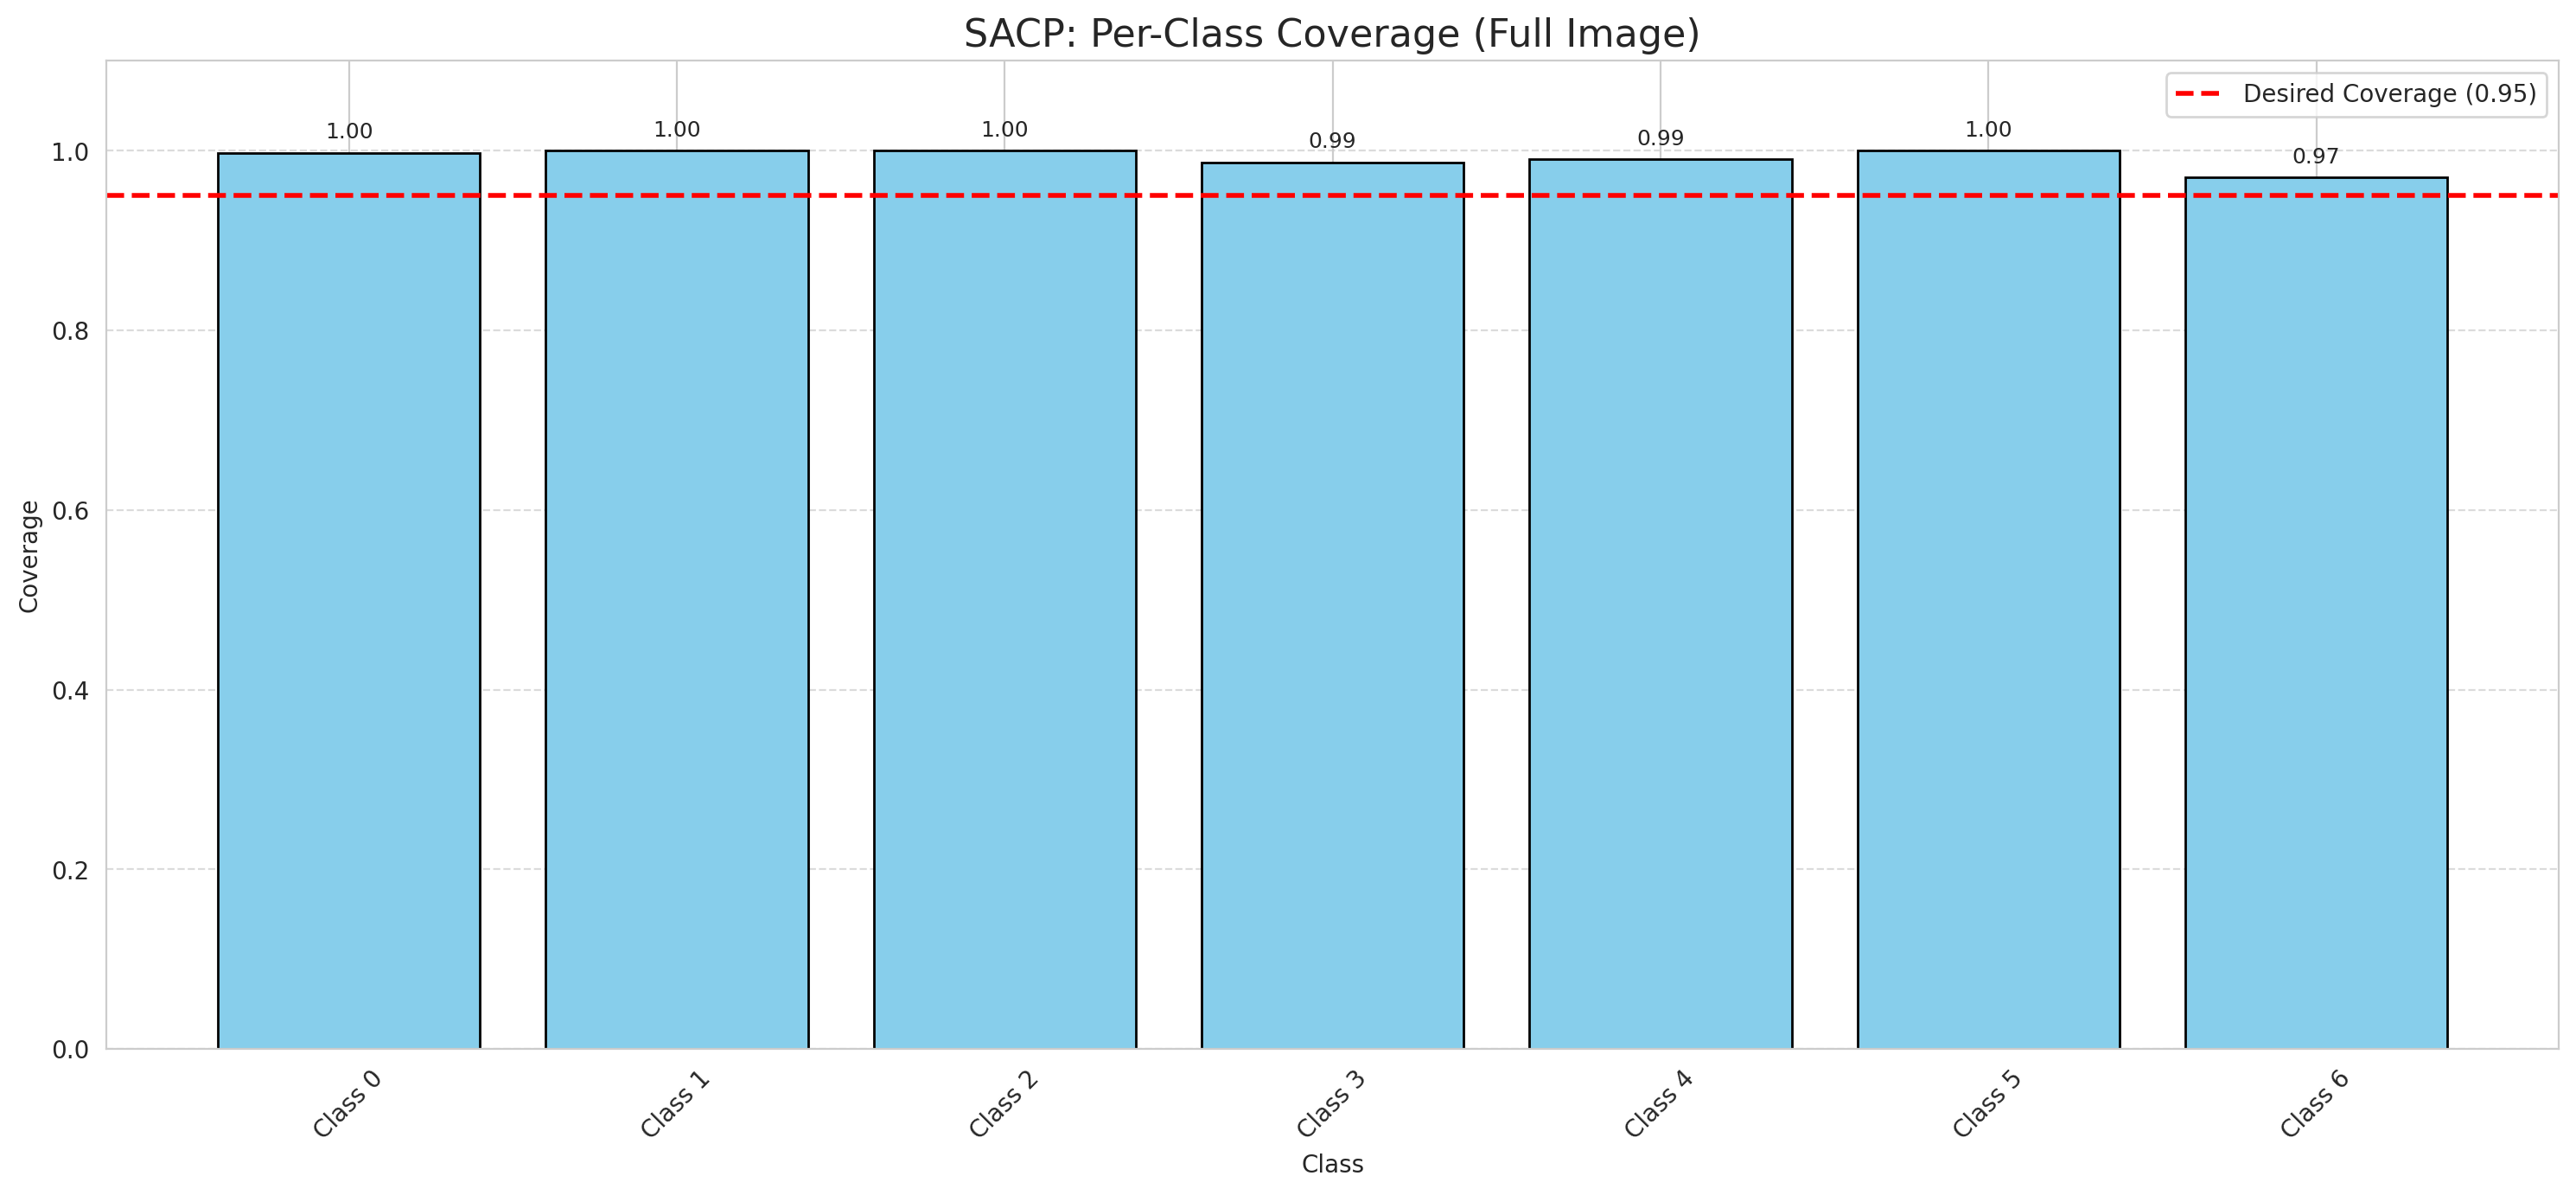 SACP: Per-Class Coverage (Full Image)
Desired Coverage (0.95)
1.00
1.00
1.00
0.99
0.99
1.00
0.97
1.0
0.8
0.6
0.4
0.2
0.0
Coverage
Class 0
Class 1
Class 2
Class 3
Class 4
Class 5
Class 6
Class